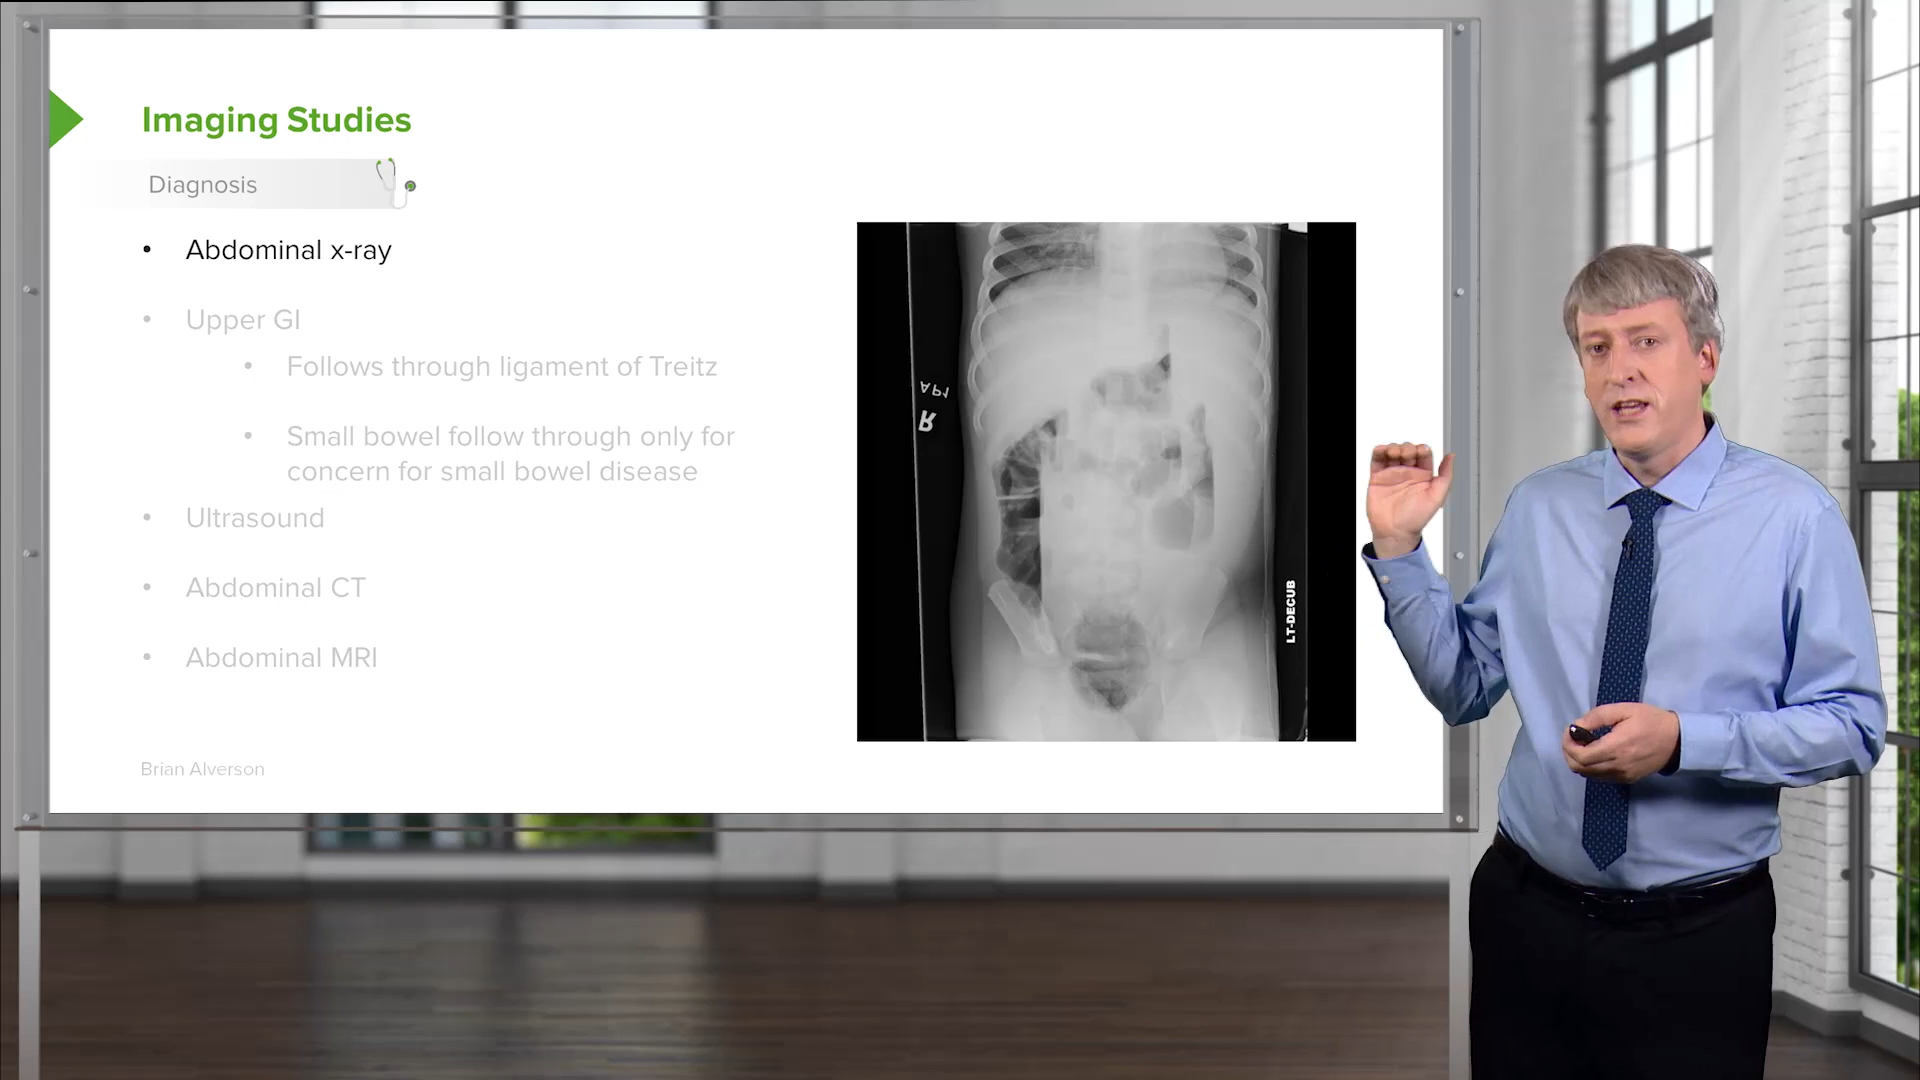 Imaging Studies
Diagnosis
• Abdominal x-ray
• Upper GI
• Follows through ligament of Treitz
• Small bowel follow through only for
concern for small bowel disease
• Ultrasound
• Abdominal CT
• Abdominal MRI
AP1
R
LT-DECUB
Brian Alverson